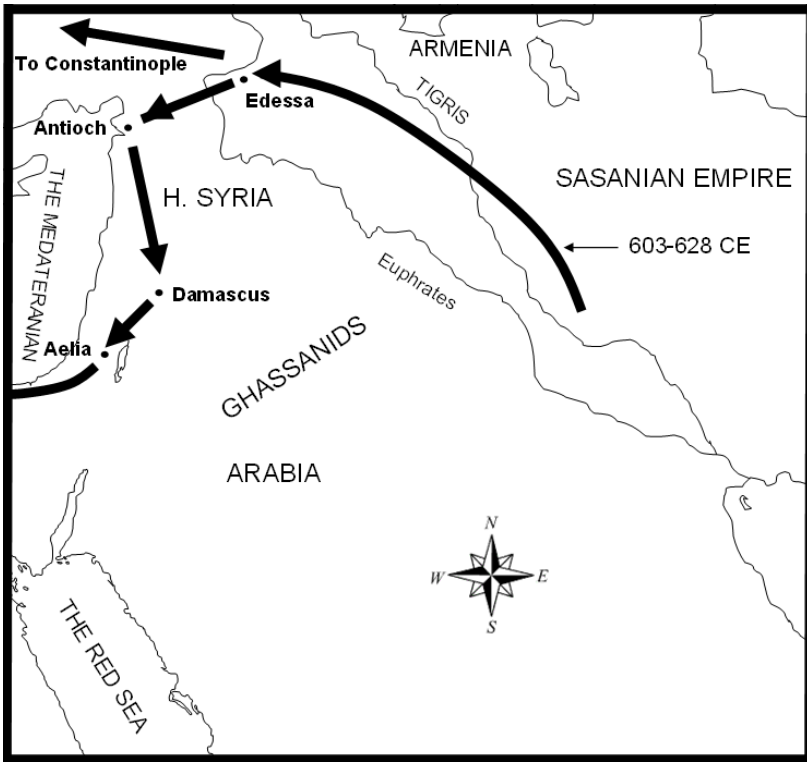 ARMENIA
To Constantinople
TIGRIS
Edessa
Antioch
SASANIAN EMPIRE
THE MEDATERANIAN
H. SYRIA
603-628 CE
Euphrates
Damascus
Aelia
GHASSANIDS
ARABIA
N
W
E
S
THE RED SEA